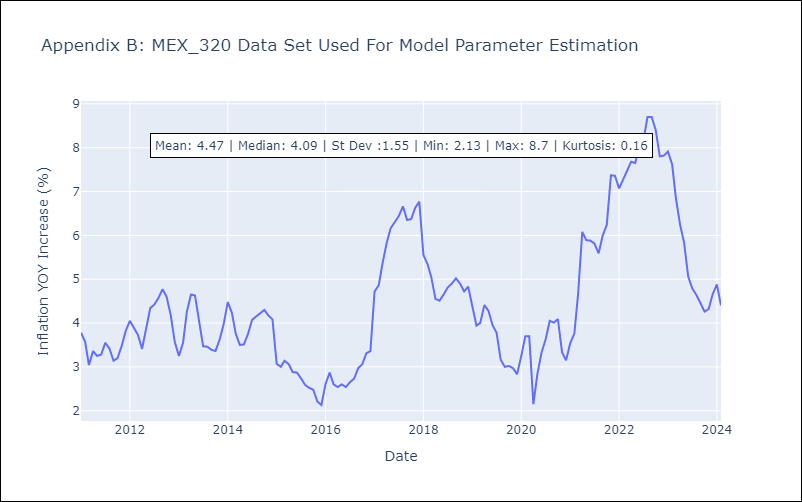 Appendix B: MEX_320 Data Set Used For Model Parameter Estimation
9
Mean: 4.47 | Median: 4.09 | St Dev :1.55 | Min: 2.13 | Max: 8.7 | Kurtosis: 0.16
8
7
6
5
4
3
2
Inflation YOY Increase (%)
2012 2014 2016 2018 2020 2022 2024
Date